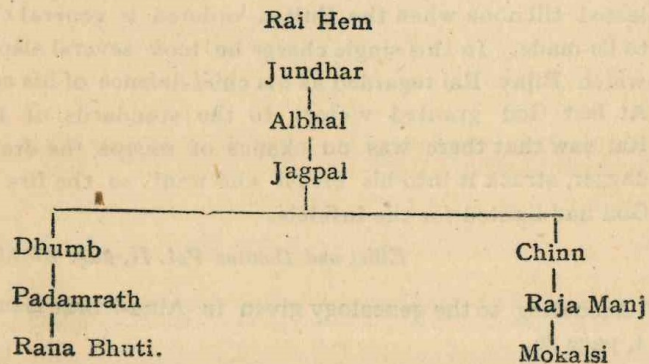 Rai Hem
Jundhar
Albhal
Jagpal
Dhumb
Chinn
Padamrath
Raja Manj
Rana Bhuti.
Mokalsi